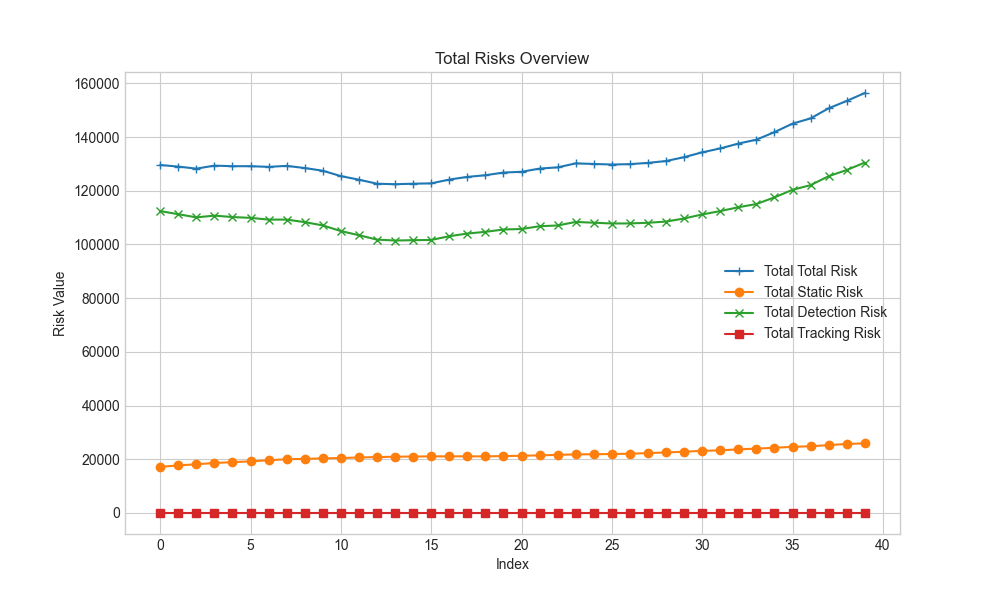 Total Risks Overview
160000
140000
120000
100000
80000
60000
40000
20000
0
Risk Value
Total Total Risk
Total Static Risk
Total Detection Risk
Total Tracking Risk
0 5 10 15 20 25 30 35 40
Index